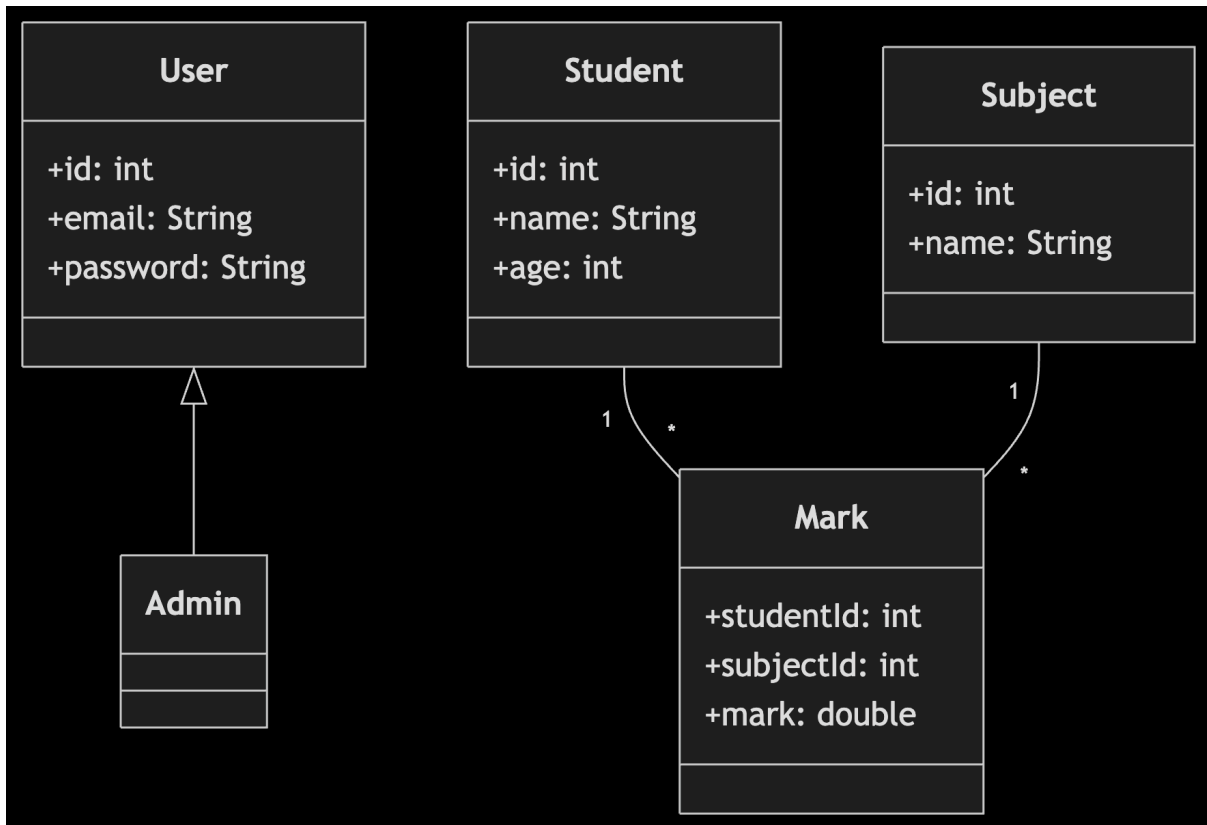 User
+id: int
+email: String
+password: String
Student
+id: int
+name: String
+age: int
Subject
+id: int
+name: String
1
*
1
*
Admin
Mark
+studentId: int
+subjectId: int
+mark: double